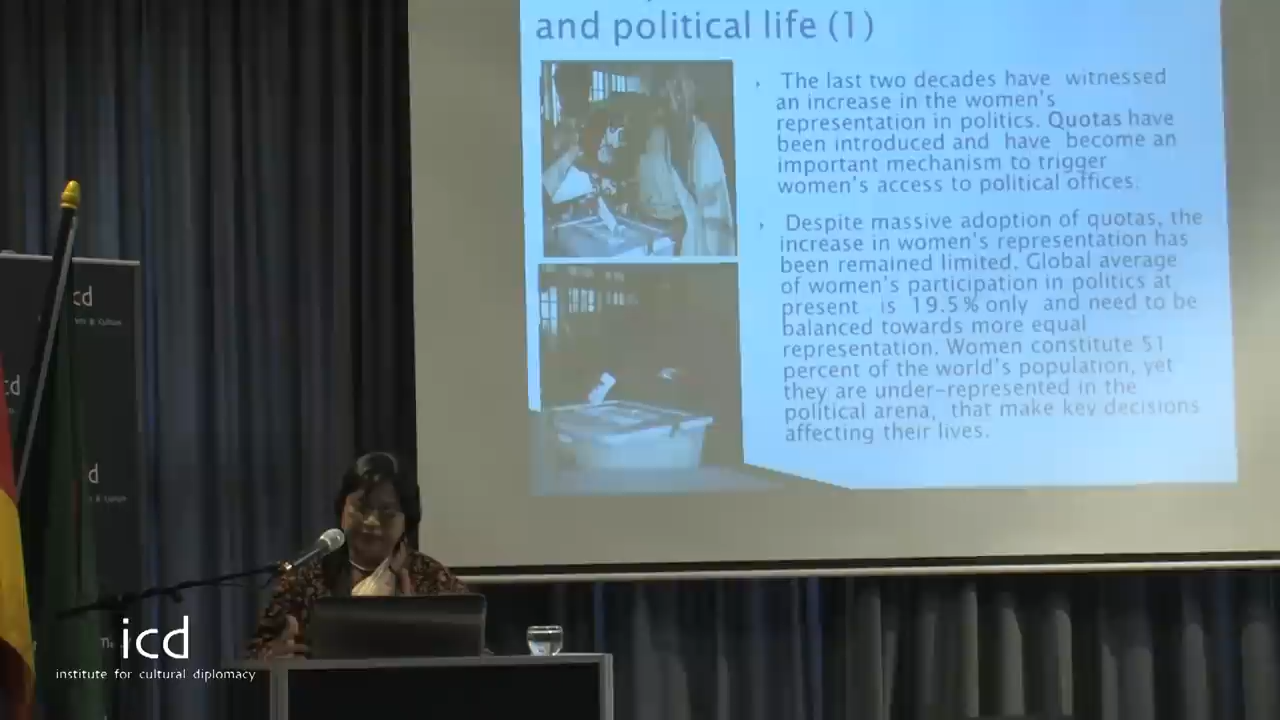 and political life (1)
The last two decades have witnessed
an increase in the women's
representation in politics. Quotas have
been introduced and have become an
important mechanism to trigger
women's access to political offices.
Despite massive adoption of quotas, the
increase in women's representation has
been remained limited. Global average
of women's participation in politics at
present is 19.5% only and need to be
balanced towards more equal
representation. Women constitute 51
percent of the world's population, yet
they are under-represented in the
political arena, that make key decisions
affecting their lives.
cd
& Culture
cd
d
icd
institute for cultural diplomacy